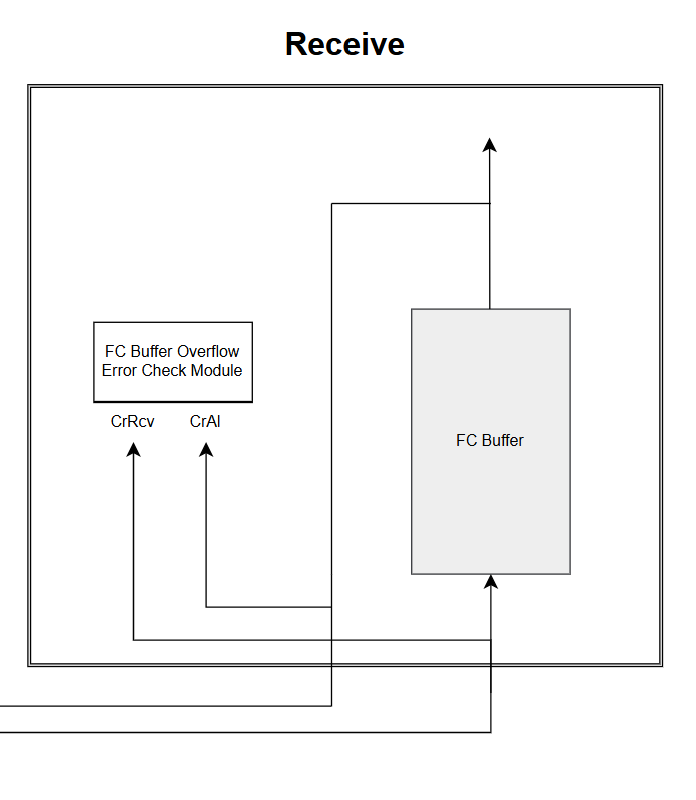 Receive
FC Buffer Overflow
Error Check Module
CrRcv
CrAl
FC Buffer